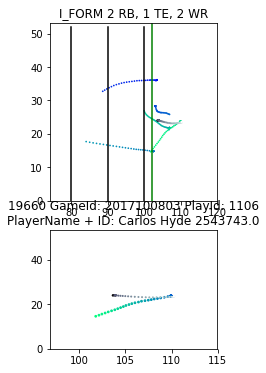 I_FORM 2 RB, 1 TE, 2 WR
50
40
30
20
10
0
80 90 100 110 120
19660 GameId: 2017100803 PlayId: 1106
PlayerName + ID: Carlos Hyde 2543743.0
40
20
0
100 105 110 115